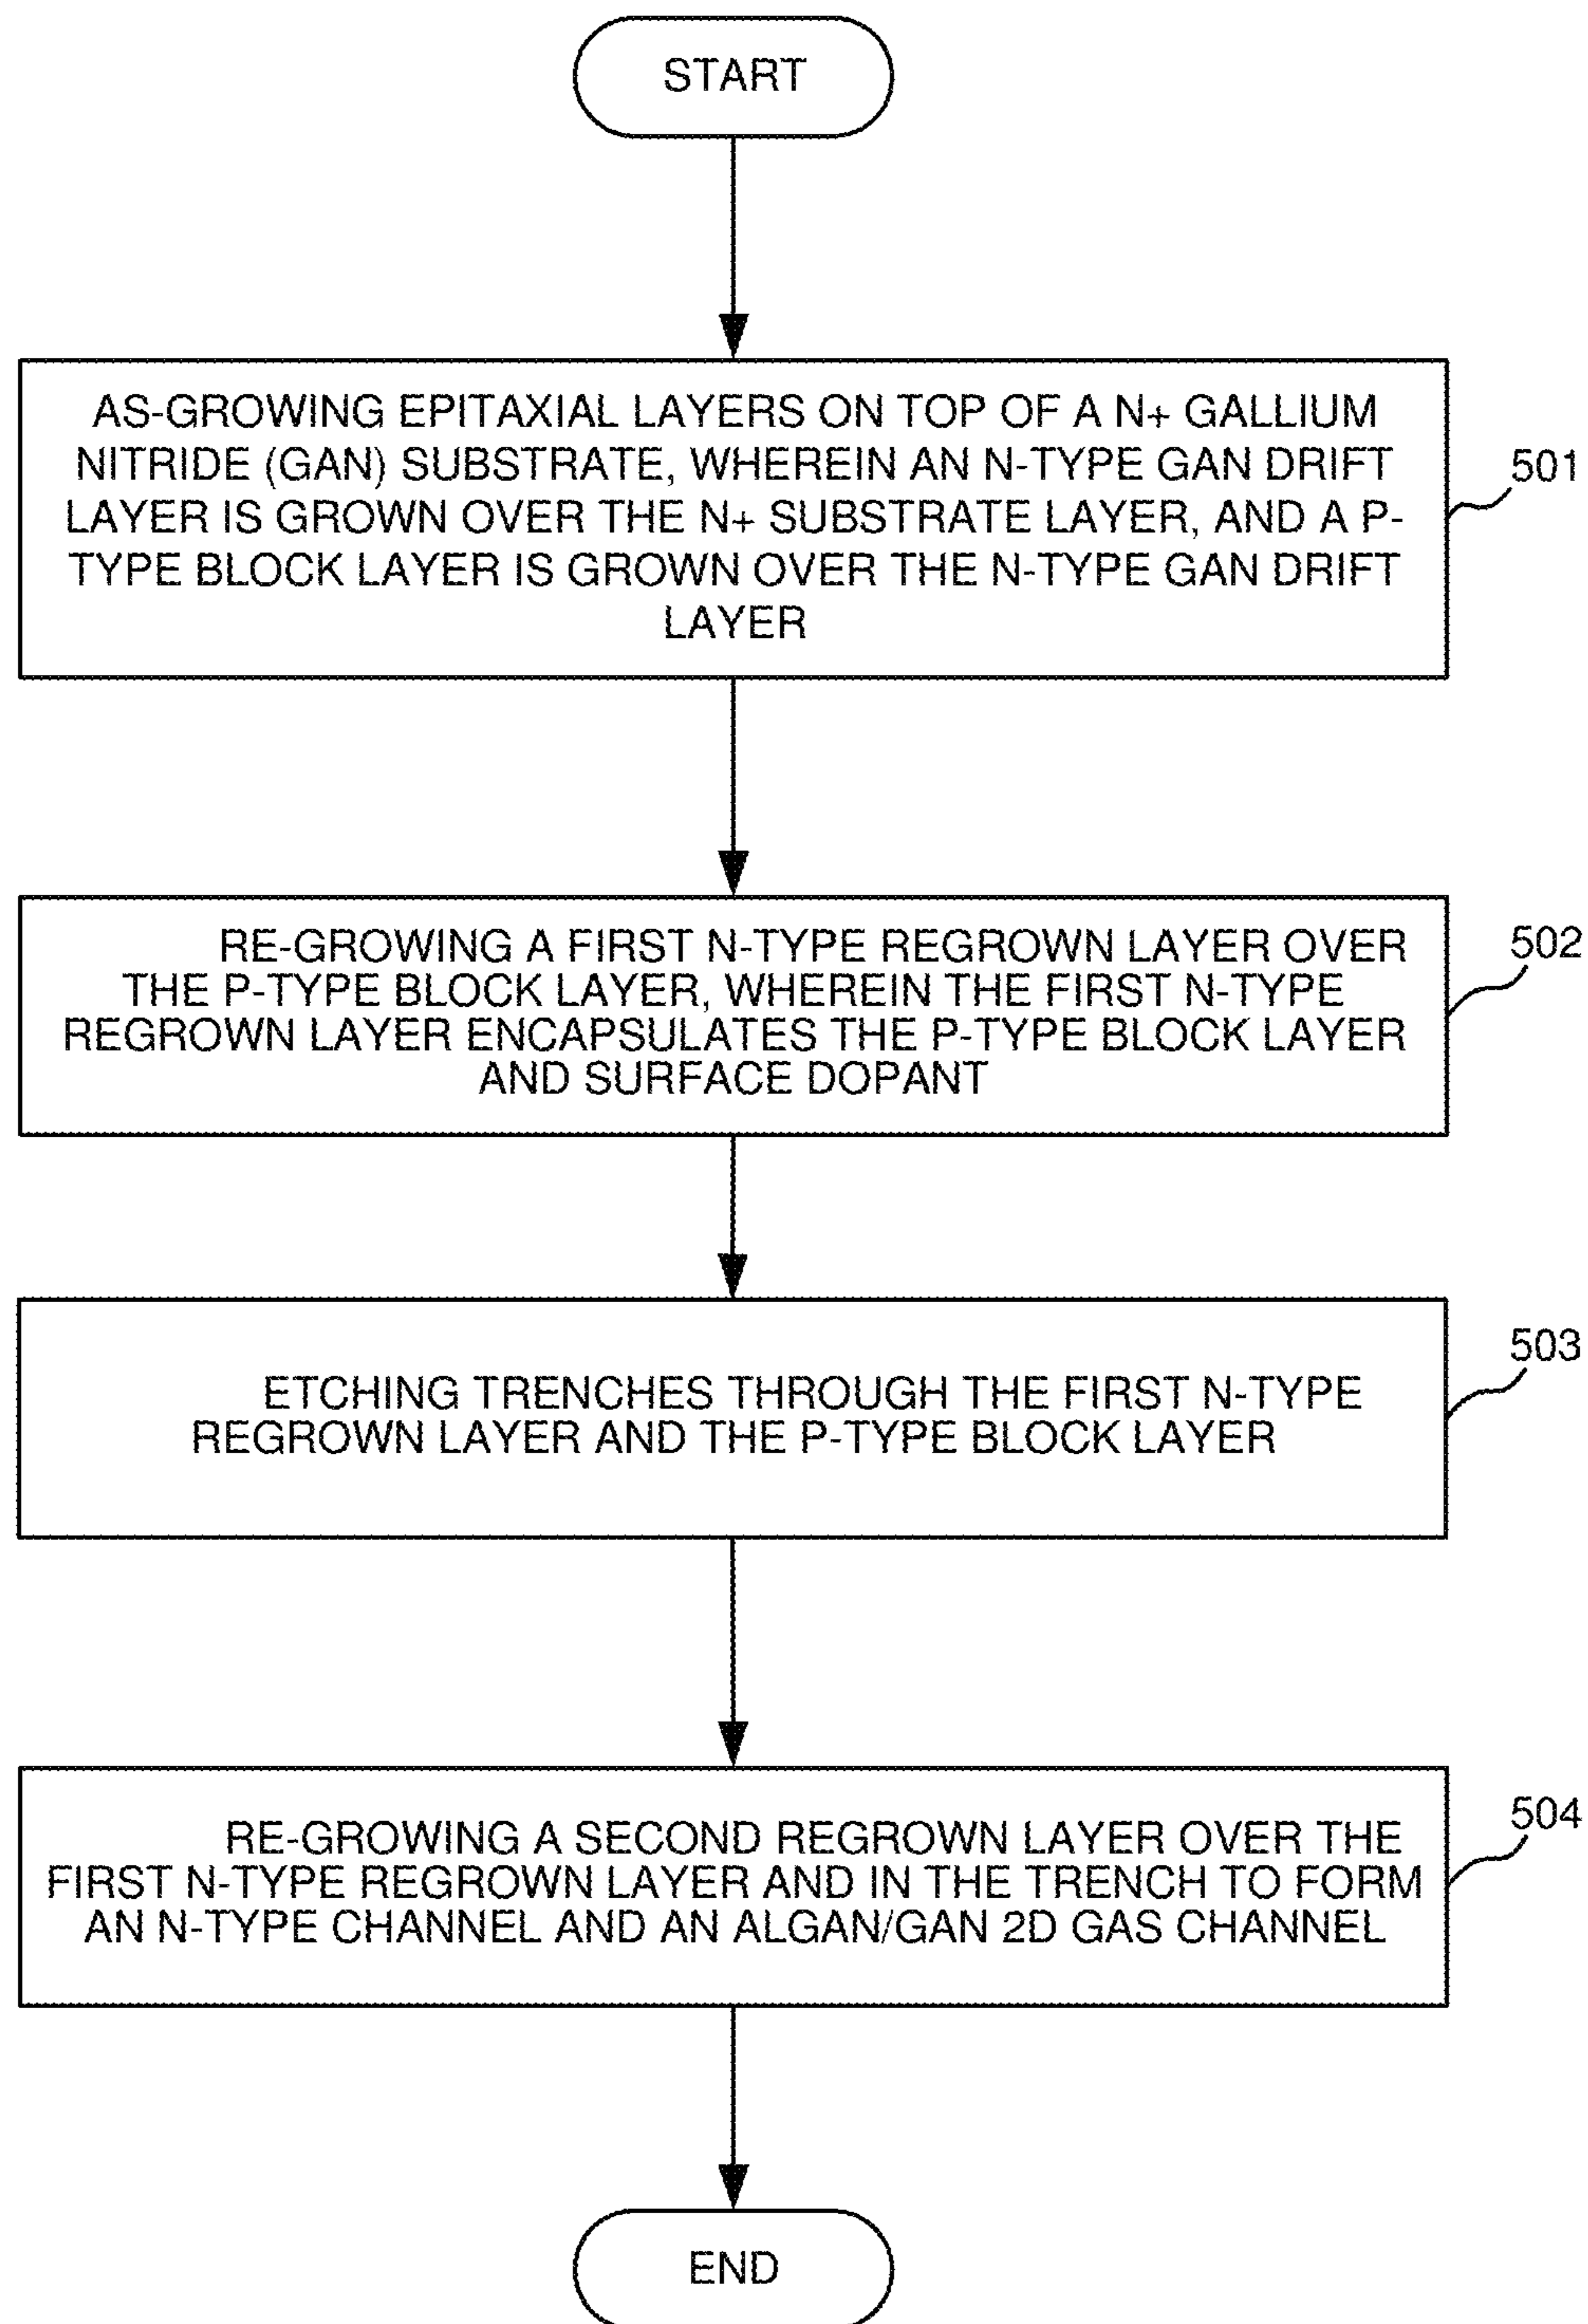 START
AS-GROWING EPITAXIAL LAYERS ON TOP OF A N+ GALLIUM
NITRIDE (GAN) SUBSTRATE, WHEREIN AN N-TYPE GAN DRIFT
LAYER IS GROWN OVER THE N+ SUBSTRATE LAYER, AND A P-
TYPE BLOCK LAYER IS GROWN OVER THE N-TYPE GAN DRIFT
LAYER
501
RE-GROWING A FIRST N-TYPE REGROWN LAYER OVER
THE P-TYPE BLOCK LAYER, WHEREIN THE FIRST N-TYPE
REGROWN LAYER ENCAPSULATES THE P-TYPE BLOCK LAYER
AND SURFACE DOPANT
502
ETCHING TRENCHES THROUGH THE FIRST N-TYPE
REGROWN LAYER AND THE P-TYPE BLOCK LAYER
503
RE-GROWING A SECOND REGROWN LAYER OVER THE
FIRST N-TYPE REGROWN LAYER AND IN THE TRENCH TO FORM
AN N-TYPE CHANNEL AND AN ALGAN/GAN 2D GAS CHANNEL
504
END